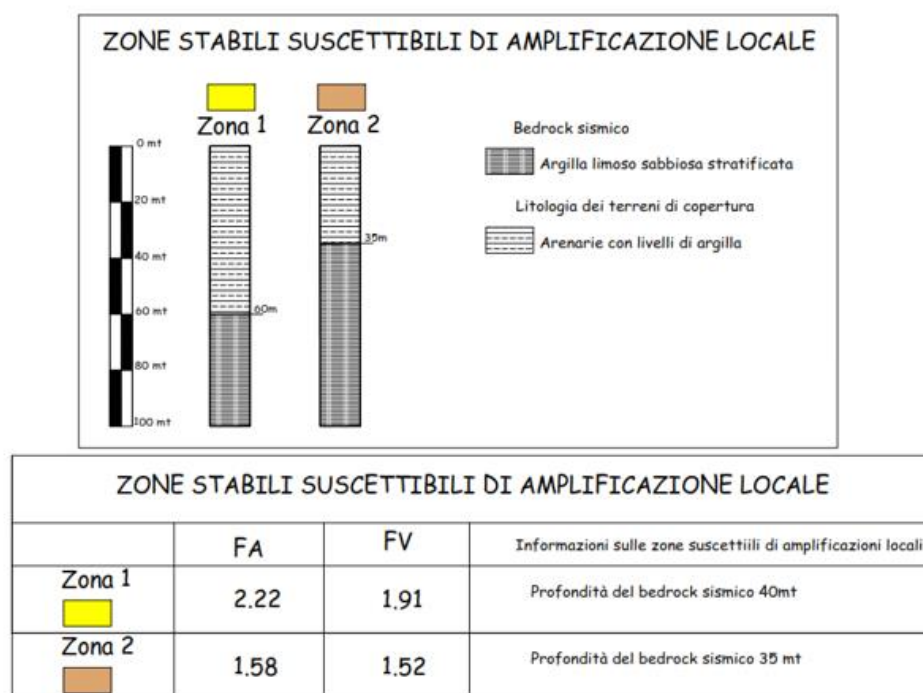 ZONE STABILI SUSCETTIBILI DI AMPLIFICAZIONE LOCALE
Zona 1
Zona 2
0 mt
20 mt
40 mt
60 mt
80 mt
100 mt
60m
35m
Bedrock sismico
Argilla limoso sabbiosa stratificata
Litologia dei terreni di copertura
Arenarie con livelli di argilla
ZONE STABILI SUSCETTIBILI DI AMPLIFICAZIONE LOCALE
FA FV Informazioni sulle zone suscettiili di amplificazioni locali
Zona 1 2.22 1.91 Profondità del bedrock sismico 40mt
Zona 2 1.58 1.52 Profondità del bedrock sismico 35 mt